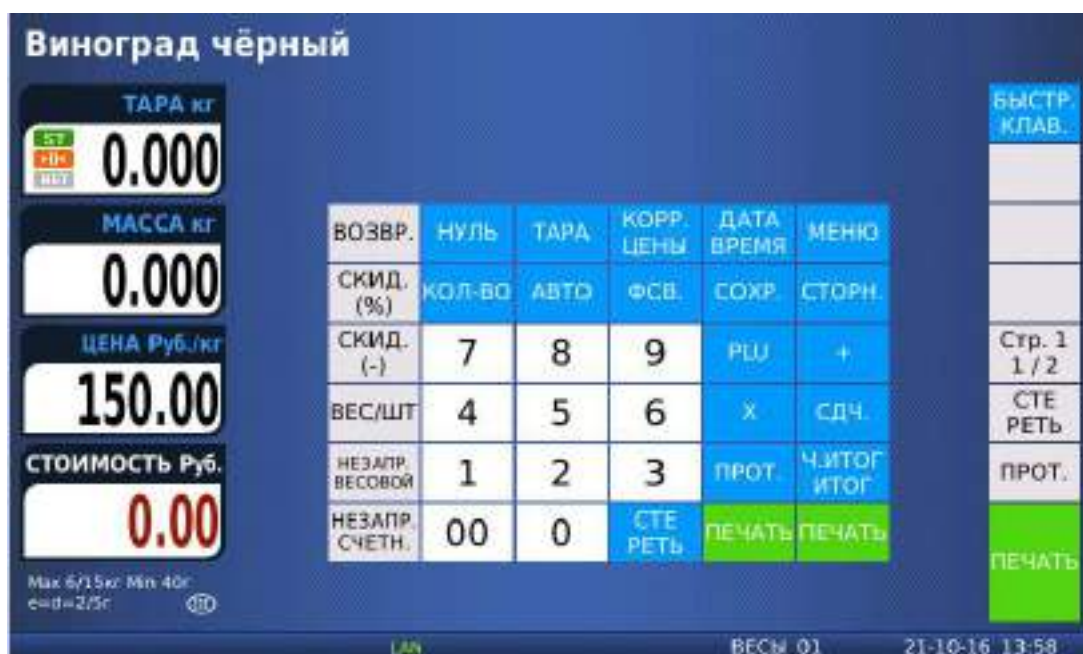 Виноград чёрный
ТАРА кг
ST
>0<
NET
0.000
МАССА кг
0.000
ЦЕНА Руб./кг
150.00
СТОИМОСТЬ Руб.
0.00
Max 6/15кг Min 40г
e=d=2/5г
ВОЗВР. НУЛЬ ТАРА КОРР. ЦЕНЫ ДАТА ВРЕМЯ МЕНЮ
СКИД. (%) КОЛ-ВО АВТО ФСВ. СОХР. СТОРН.
СКИД. (-) 7 8 9 PLU +
ВЕС/ШТ 4 5 6 X СДЧ.
НЕЗАПР. ВЕСОВОЙ 1 2 3 ПРОТ. Ч.ИТОГ ИТОГ
НЕЗАПР. СЧЕТН. 00 0 СТЕ РЕТЬ ПЕЧАТЬ ПЕЧАТЬ
БЫСТР. КЛАВ.
Стр. 1
1 / 2
СТЕ
РЕТЬ
ПРОТ.
ПЕЧАТЬ
LAN ВЕСЫ 01 21-10-16 13:58